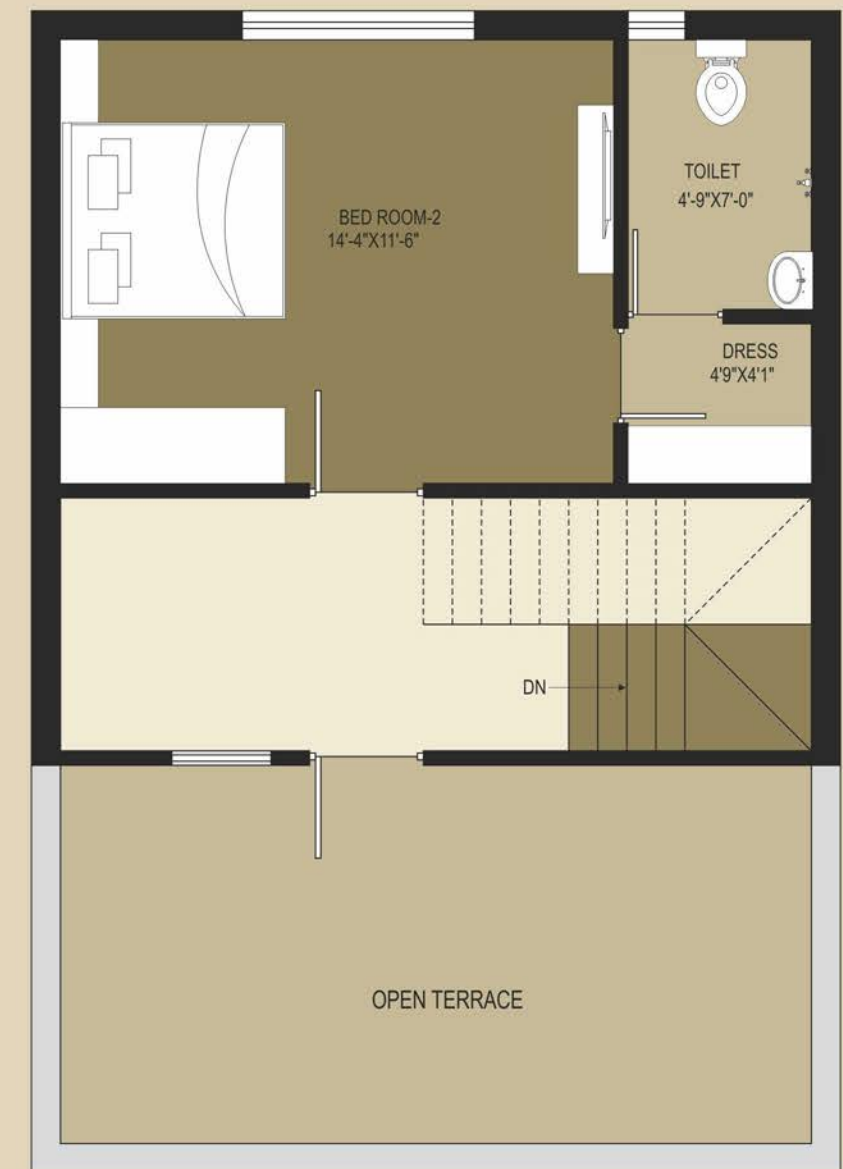 BED ROOM-2
14'-4"X11'-6"
TOILET
4'-9"X7'-0"
DRESS
4'9"X4'1"
DN
OPEN TERRACE